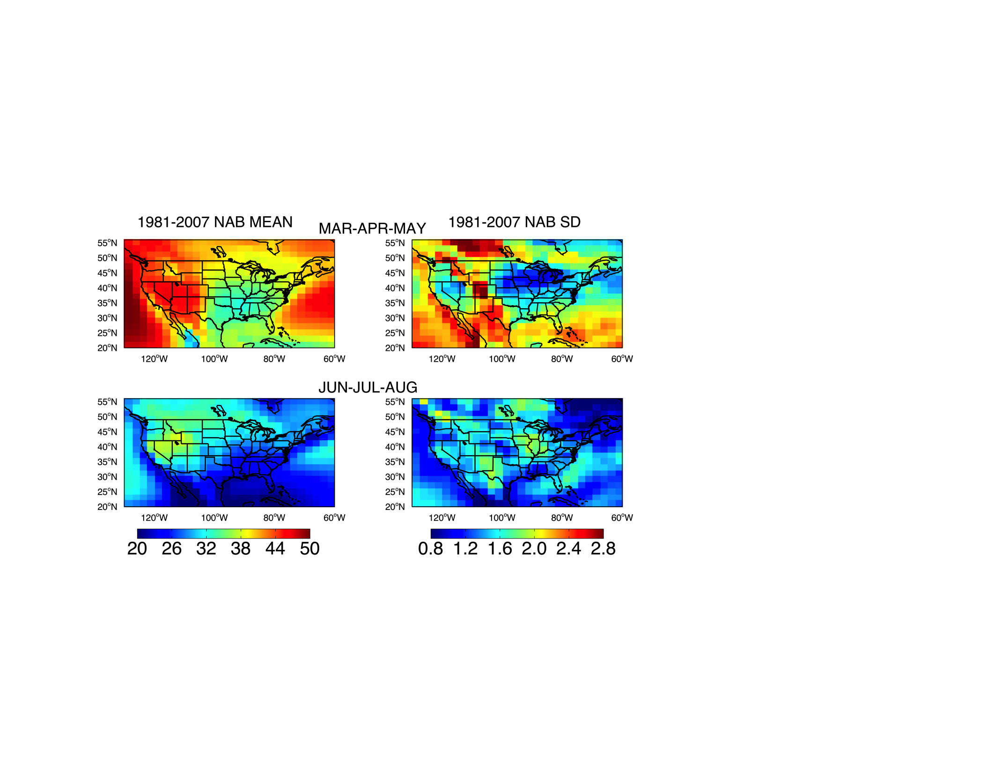 1981-2007 NAB MEAN
1981-2007 NAB SD
MAR-APR-MAY
55°N
50°N
45°N
40°N
35°N
30°N
25°N
20°N
120°W 100°W 80°W 60°W
55°N
50°N
45°N
40°N
35°N
30°N
25°N
20°N
120°W 100°W 80°W 60°W
JUN-JUL-AUG
55°N
50°N
45°N
40°N
35°N
30°N
25°N
20°N
120°W 100°W 80°W 60°W
55°N
50°N
45°N
40°N
35°N
30°N
25°N
20°N
120°W 100°W 80°W 60°W
20 26 32 38 44 50
0.8 1.2 1.6 2.0 2.4 2.8